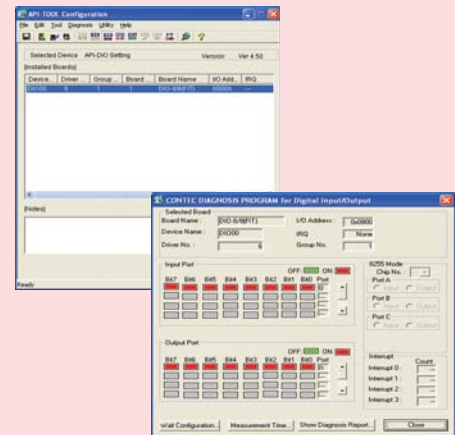 API-TOOL Configuration
File Edit Tool Diagnosis Utility Help
Selected Device API-DIO Setting Version Ver 4.50
[Installed Boards]
Device... Driver ... Group ... Board ... Board Name I/O Add... IRQ
DIO00 6 1 1 DIO-8/8(FIT) 0800h ---
[Notes]
Ready
CONTEC DIAGNOSIS PROGRAM for Digital Input/Output
Selected Board
Board Name : DIO-8/8(FIT) I/O Address : 0x0800
Device Name : DIO00 IRQ None
Driver No. : 6 Group No. 1
Input Port
OFF: ON:
Bit7 Bit6 Bit5 Bit4 Bit3 Bit2 Bit1 Bit0 Port
0
8255 Mode
Chip No. :
Port A
Input Output
Port B
Input Output
Port C
Input Output
Output Port
OFF: ON:
Bit7 Bit6 Bit5 Bit4 Bit3 Bit2 Bit1 Bit0 Port
0
Interrupt Count
Interrupt 0 : ---
Interrupt 1 : ---
Interrupt 2 : ---
Interrupt 3 : ---
Wait Configuration... Measurement Time... Show Diagnosis Report... Close